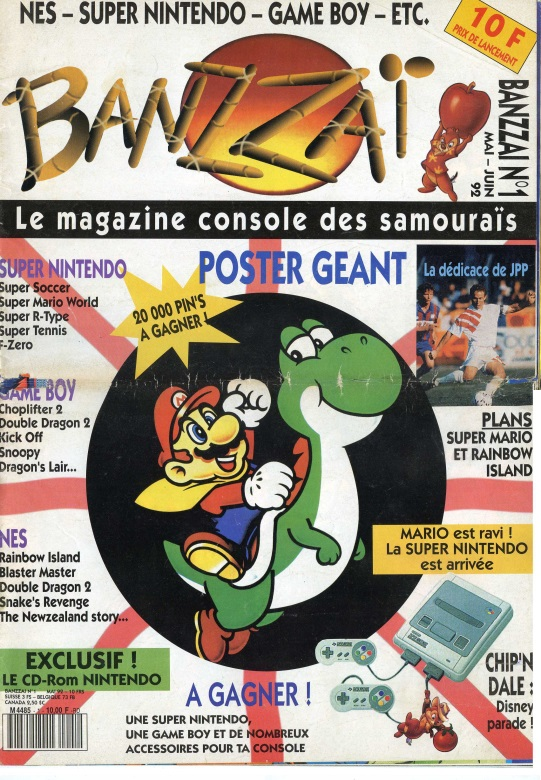 NES – SUPER NINTENDO – GAME BOY – ETC.
10 F
PRIX DE LANCEMENT
BANZZAÏ
BANZZAI N°1
MAI – JUIN 92
Le magazine console des samouraïs
SUPER NINTENDO
Super Soccer
Super Mario World
Super R-Type
Super Tennis
F-Zero
POSTER GEANT
20 000 PIN'S
A GAGNER !
La dédicace de JPP
GAME BOY
Choplifter 2
Double Dragon 2
Kick Off
Snoopy
Dragon's Lair...
PLANS
SUPER MARIO
ET RAINBOW
ISLAND
NES
Rainbow Island
Blaster Master
Double Dragon 2
Snake's Revenge
The Newzealand story...
MARIO est ravi !
La SUPER NINTENDO
est arrivée
EXCLUSIF !
LE CD-Rom NINTENDO
BANZZAI N°1 MAI 92 - 10 FRS
SUISSE 3 FS - BELGIQUE 73 FB
CANADA 2,50 $C
M 4485 - 1 - 10,00 F - RD
A GAGNER !
UNE SUPER NINTENDO,
UNE GAME BOY ET DE NOMBREUX
ACCESSOIRES POUR TA CONSOLE
CHIP'N
DALE :
Disney
parade !